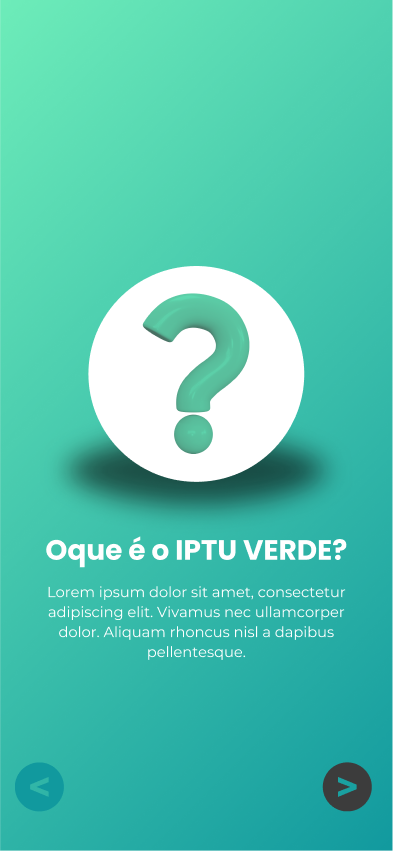 ?
Oque é o IPTU VERDE?
Lorem ipsum dolor sit amet, consectetur
adipiscing elit. Vivamus nec ullamcorper
dolor. Aliquam rhoncus nisl a dapibus
pellentesque.
< >